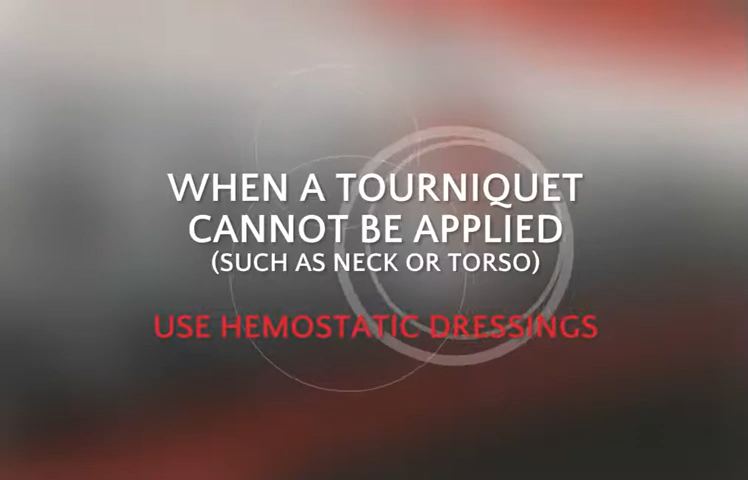 WHEN A TOURNIQUET
CANNOT BE APPLIED
(SUCH AS NECK OR TORSO)
USE HEMOSTATIC DRESSINGS